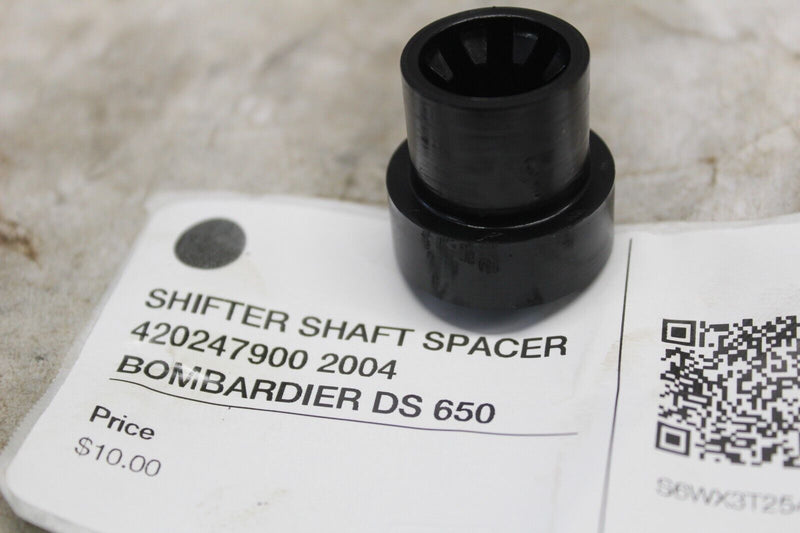 SHIFTER SHAFT SPACER
420247900 2004
BOMBARDIER DS 650
Price
$10.00